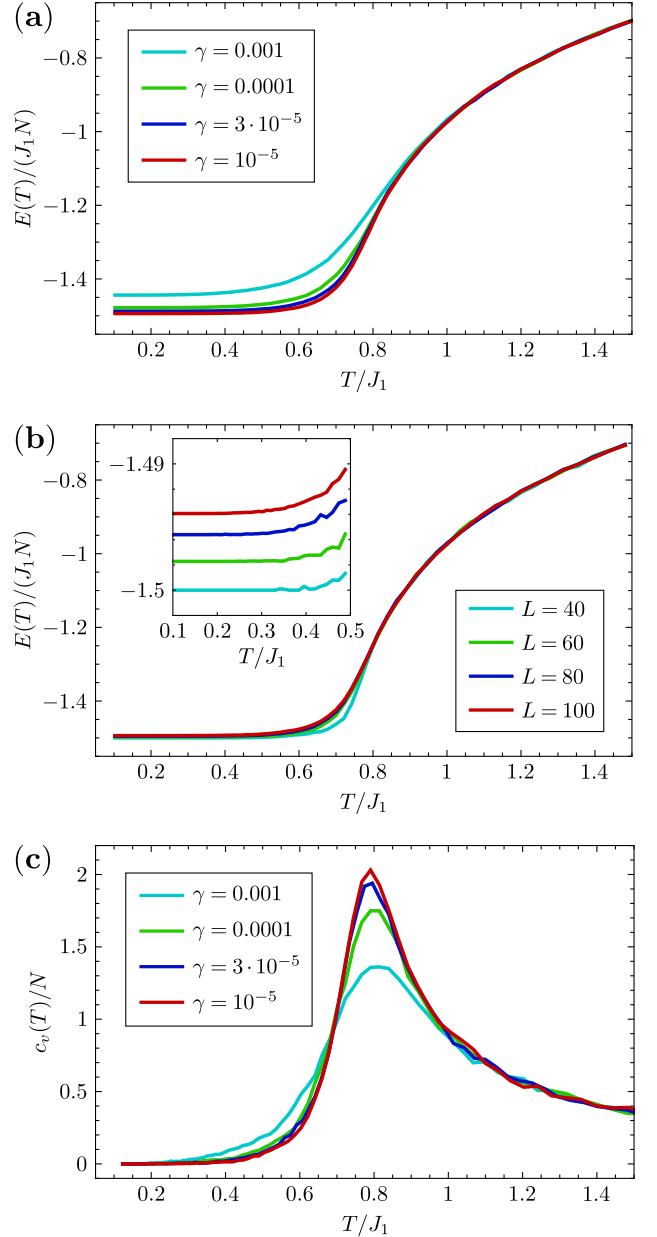 (a)
γ = 0.001
γ = 0.0001
γ = 3·10⁻⁵
γ = 10⁻⁵
E(T)/(J₁N)
−0.8
−1
−1.2
−1.4
0.2 0.4 0.6 0.8 1 1.2 1.4
T/J₁
(b)
−1.49
−1.5
0.1 0.2 0.3 0.4 0.5
T/J₁
L = 40
L = 60
L = 80
L = 100
E(T)/(J₁N)
−0.8
−1
−1.2
−1.4
0.2 0.4 0.6 0.8 1 1.2 1.4
T/J₁
(c)
γ = 0.001
γ = 0.0001
γ = 3·10⁻⁵
γ = 10⁻⁵
cᵥ(T)/N
2
1.5
1
0.5
0
0.2 0.4 0.6 0.8 1 1.2 1.4
T/J₁